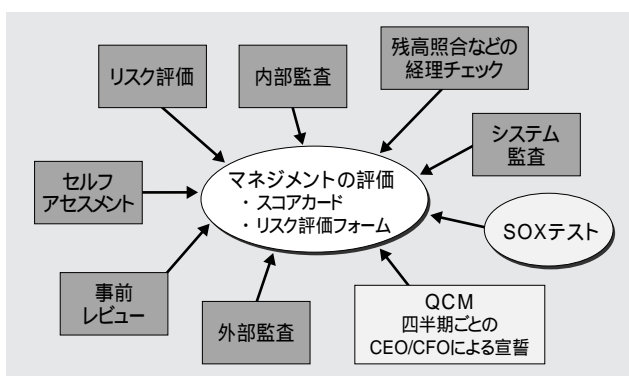 残高照合などの
経理チェック
リスク評価
内部監査
システム
監査
マネジメントの評価
・ スコアカード
・ リスク評価フォーム
セルフ
アセスメント
SOXテスト
事前
レビュー
外部監査
QCM
四半期ごとの
CEO/CFOによる宣誓